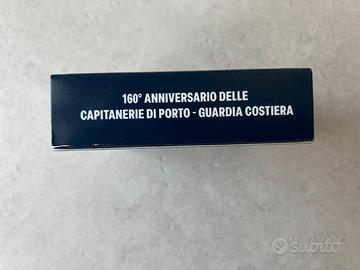 160° ANNIVERSARIO DELLE
CAPITANERIE DI PORTO - GUARDIA COSTIERA
subito